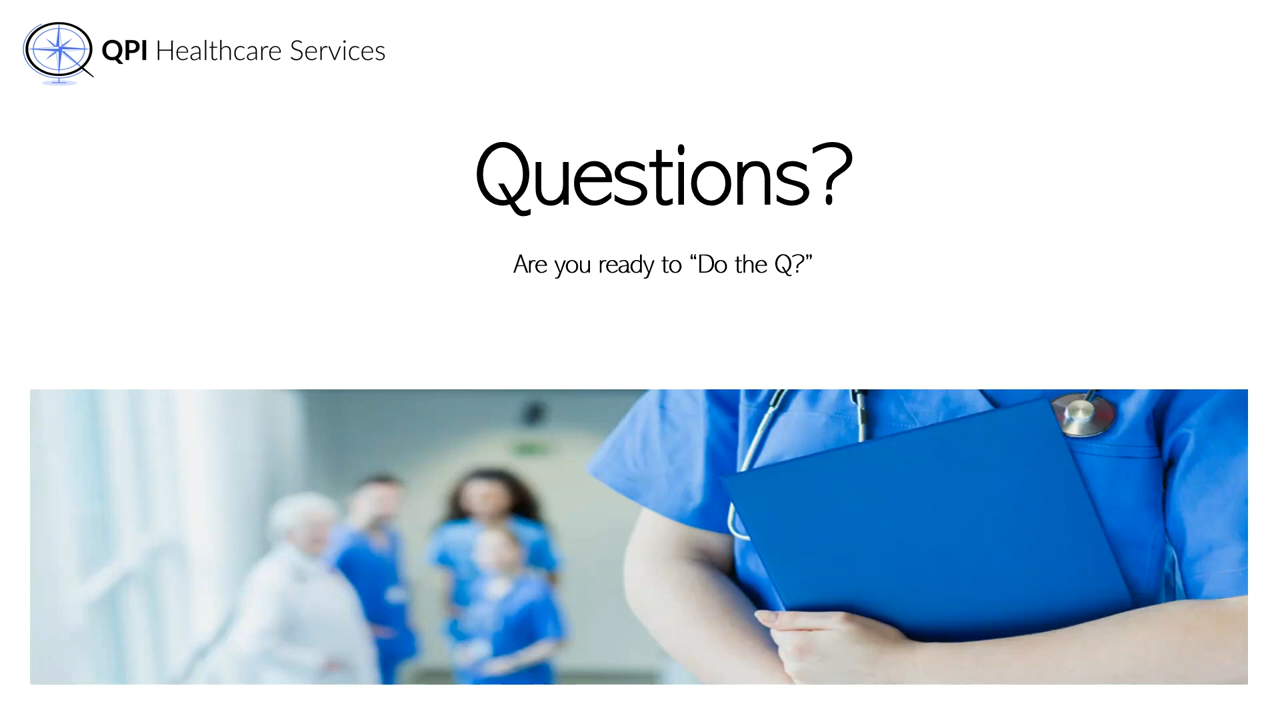 QPI Healthcare Services
Questions?
Are you ready to “Do the Q?”